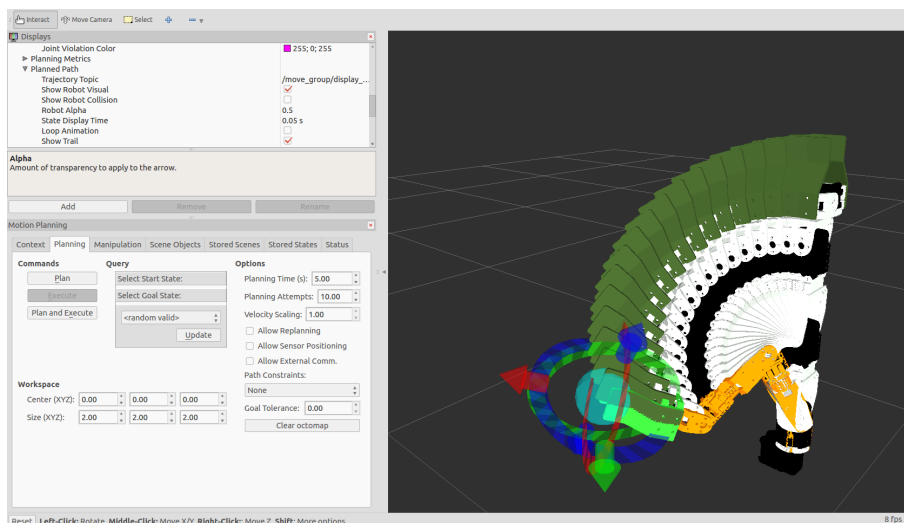 Interact Move Camera Select
Displays
Joint Violation Color 255; 0; 255
Planning Metrics
Planned Path
Trajectory Topic /move_group/display_...
Show Robot Visual
Show Robot Collision
Robot Alpha 0.5
State Display Time 0.05 s
Loop Animation
Show Trail
Alpha
Amount of transparency to apply to the arrow.
Add Remove Rename
Motion Planning
Context Planning Manipulation Scene Objects Stored Scenes Stored States Status
Commands Query Options
Plan Select Start State: Planning Time (s): 5.00
Execute Select Goal State: Planning Attempts: 10.00
Plan and Execute <random valid> Velocity Scaling: 1.00
Update Allow Replanning
Allow Sensor Positioning
Allow External Comm.
Path Constraints:
Workspace None
Center (XYZ): 0.00 0.00 0.00 Goal Tolerance: 0.00
Size (XYZ): 2.00 2.00 2.00 Clear octomap
Reset Left-Click: Rotate. Middle-Click: Move X/Y. Right-Click: Move Z. Shift: More options. 8 fps